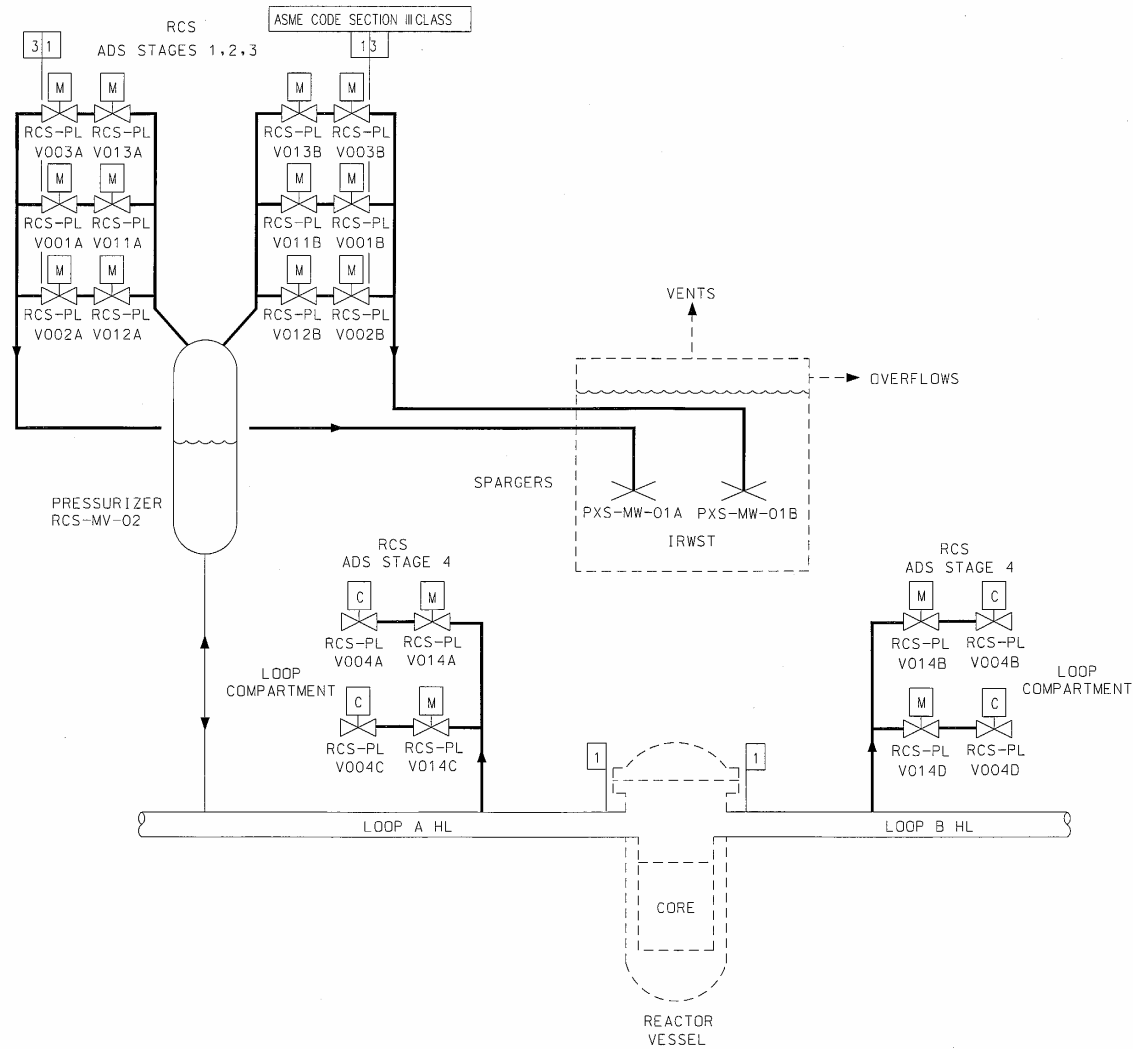 ASME CODE SECTION III CLASS
RCS
ADS STAGES 1,2,3
3 1
1 3
M M M M
RCS-PL RCS-PL RCS-PL RCS-PL
V003A V013A V013B V003B
M M M M
RCS-PL RCS-PL RCS-PL RCS-PL
V001A V011A V011B V001B
M M M M
RCS-PL RCS-PL RCS-PL RCS-PL
V002A V012A V012B V002B
VENTS
OVERFLOWS
SPARGERS
PRESSURIZER
RCS-MV-02
PXS-MW-01A PXS-MW-01B
IRWST
RCS
ADS STAGE 4
C M
RCS-PL RCS-PL
V004A V014A
LOOP
COMPARTMENT
C M
RCS-PL RCS-PL
V004C V014C
RCS
ADS STAGE 4
M C
RCS-PL RCS-PL
V014B V004B
LOOP
COMPARTMENT
M C
RCS-PL RCS-PL
V014D V004D
1
1
LOOP A HL
LOOP B HL
CORE
REACTOR
VESSEL